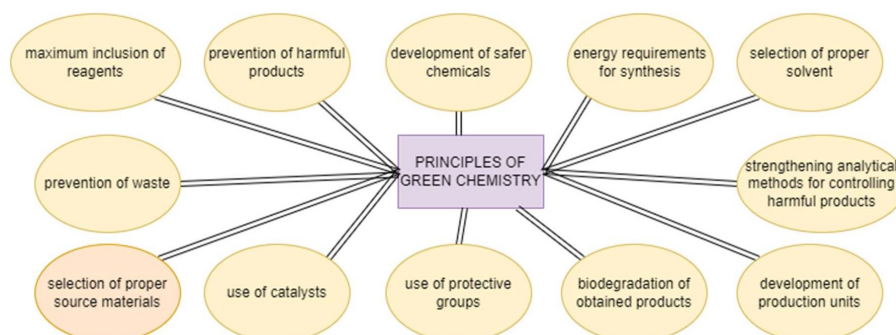 maximum inclusion of
reagents
prevention of harmful
products
development of safer
chemicals
energy requirements
for synthesis
selection of proper
solvent
prevention of waste
PRINCIPLES OF
GREEN CHEMISTRY
strengthening analytical
methods for controlling
harmful products
selection of proper
source materials
use of catalysts
use of protective
groups
biodegradation of
obtained products
development of
production units